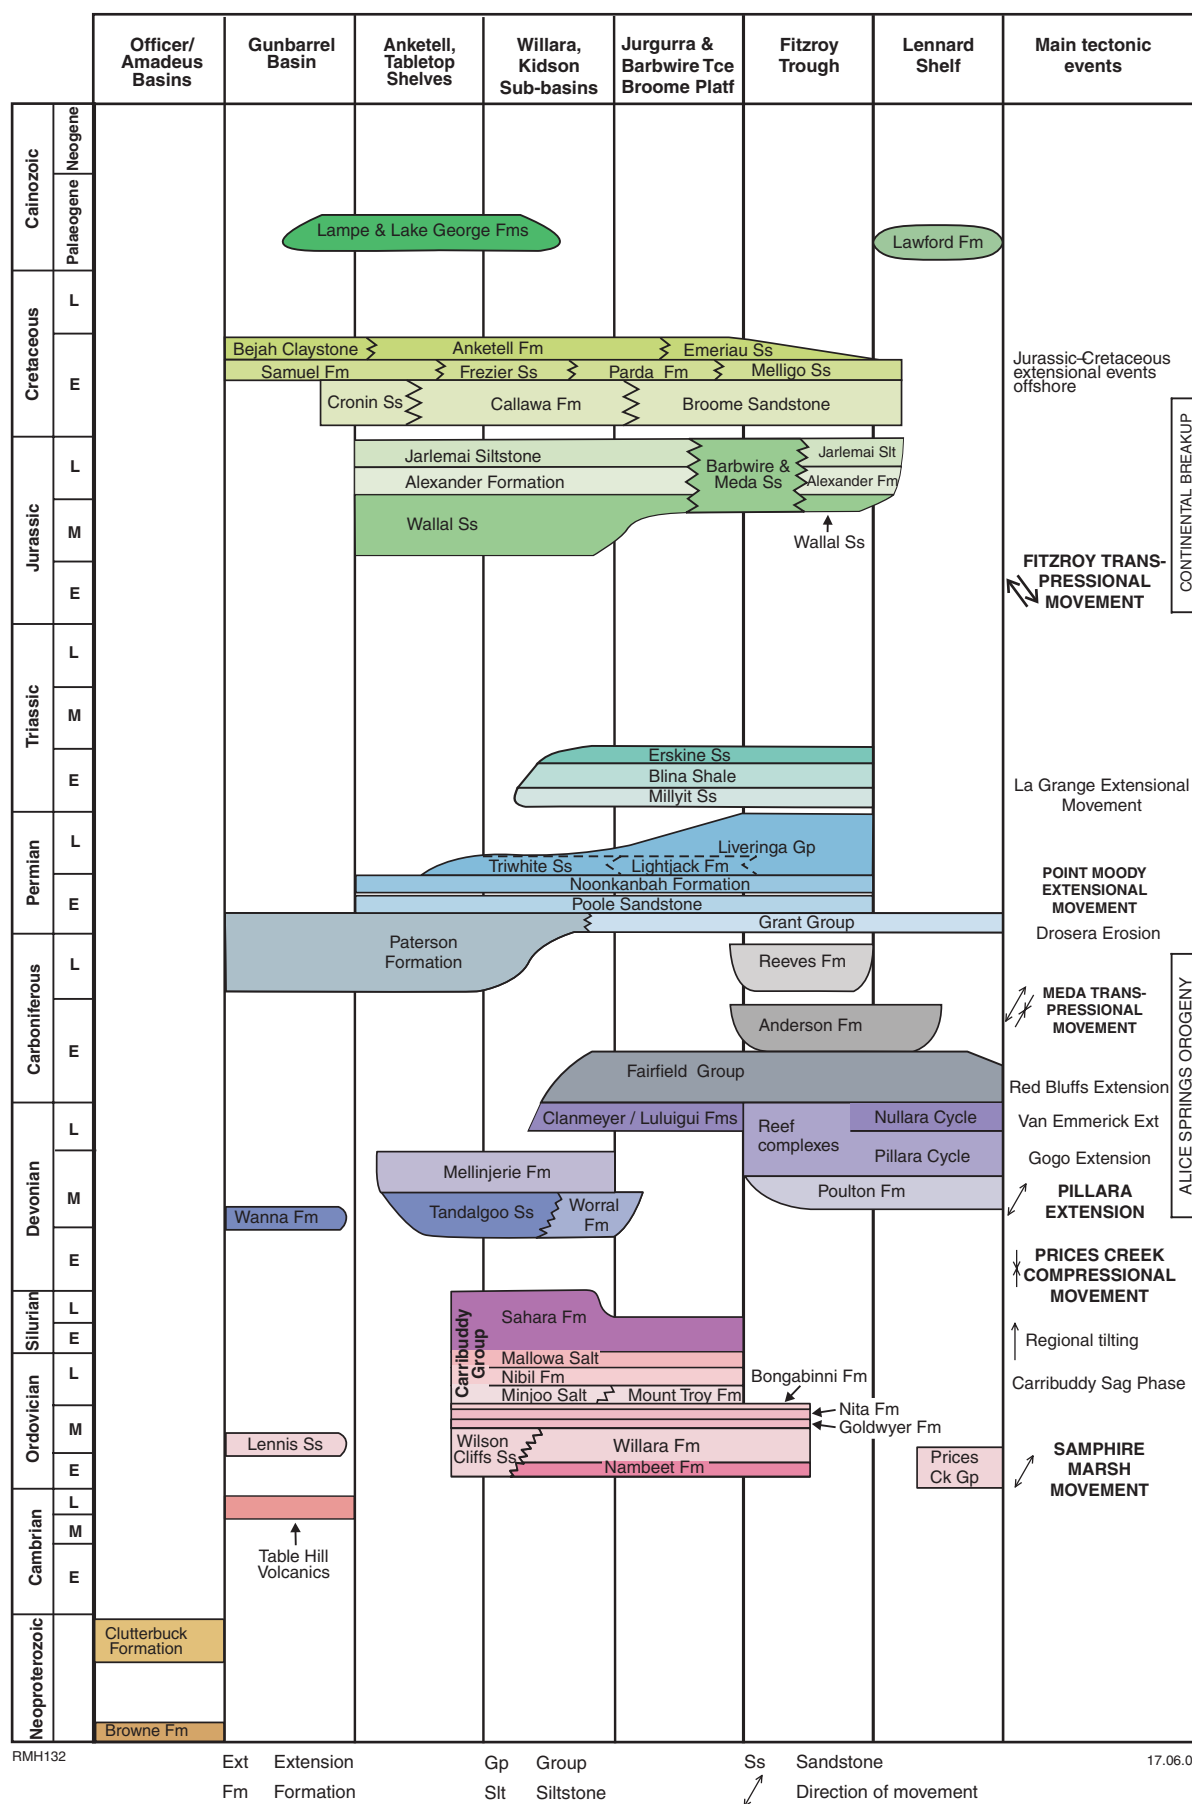 Officer/
Amadeus
Basins
Gunbarrel
Basin
Anketell,
Tabletop
Shelves
Willara,
Kidson
Sub-basins
Jurgurra &
Barbwire Tce
Broome Platf
Fitzroy
Trough
Lennard
Shelf
Main tectonic
events
Cainozoic
Neogene
Palaeogene
Lampe & Lake George Fms
Lawford Fm
Cretaceous
L
E
Bejah Claystone
Anketell Fm
Emeriau Ss
Samuel Fm
Frezier Ss
Parda Fm
Melligo Ss
Cronin Ss
Callawa Fm
Broome Sandstone
Jurassic–Cretaceous
extensional events
offshore
CONTINENTAL BREAKUP
Jurassic
L
M
E
Jarlemai Siltstone
Alexander Formation
Wallal Ss
Barbwire &
Meda Ss
Jarlemai Slt
Alexander Fm
Wallal Ss
FITZROY TRANS-
PRESSIONAL
MOVEMENT
Triassic
L
M
E
Erskine Ss
Blina Shale
Millyit Ss
La Grange Extensional
Movement
Permian
L
E
Liveringa Gp
Triwhite Ss
Lightjack Fm
Noonkanbah Formation
Poole Sandstone
Grant Group
POINT MOODY
EXTENSIONAL
MOVEMENT
Drosera Erosion
Carboniferous
L
E
Paterson
Formation
Reeves Fm
Anderson Fm
Fairfield Group
MEDA TRANS-
PRESSIONAL
MOVEMENT
Red Bluffs Extension
ALICE SPRINGS OROGENY
Devonian
L
M
E
Clanmeyer / Luluigui Fms
Reef
complexes
Nullara Cycle
Pillara Cycle
Mellinjerie Fm
Poulton Fm
Wanna Fm
Tandalgoo Ss
Worral
Fm
Van Emmerick Ext
Gogo Extension
PILLARA
EXTENSION
PRICES CREEK
COMPRESSIONAL
MOVEMENT
Silurian
L
E
Carribuddy
Group
Sahara Fm
Mallowa Salt
Nibil Fm
Minjoo Salt
Mount Troy Fm
Regional tilting
Carribuddy Sag Phase
Ordovician
L
M
E
Bongabinni Fm
Nita Fm
Goldwyer Fm
Lennis Ss
Wilson
Cliffs Ss
Willara Fm
Nambeet Fm
Prices
Ck Gp
SAMPHIRE
MARSH
MOVEMENT
Cambrian
L
M
E
Table Hill
Volcanics
Neoproterozoic
Clutterbuck
Formation
Browne Fm
RMH132
17.06.0
Ext Extension
Gp Group
Ss Sandstone
Fm Formation
Slt Siltstone
Direction of movement